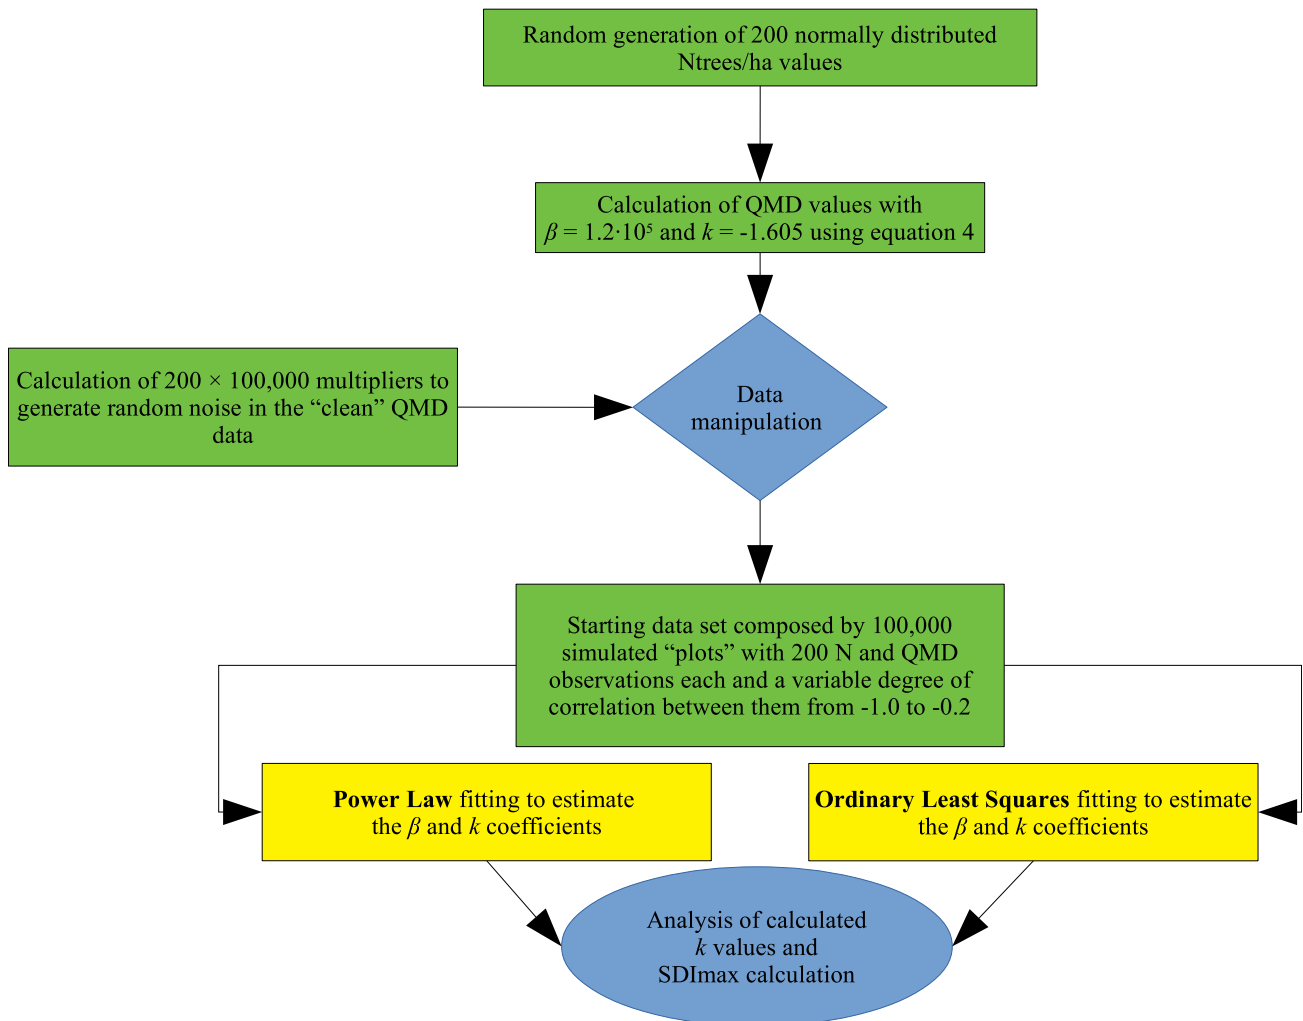 Random generation of 200 normally distributed
Ntrees/ha values
Calculation of QMD values with
β = 1.2·10⁵ and k = -1.605 using equation 4
Calculation of 200 × 100,000 multipliers to
generate random noise in the “clean” QMD
data
Data
manipulation
Starting data set composed by 100,000
simulated “plots” with 200 N and QMD
observations each and a variable degree of
correlation between them from -1.0 to -0.2
Power Law fitting to estimate
the β and k coefficients
Ordinary Least Squares fitting to estimate
the β and k coefficients
Analysis of calculated
k values and
SDImax calculation